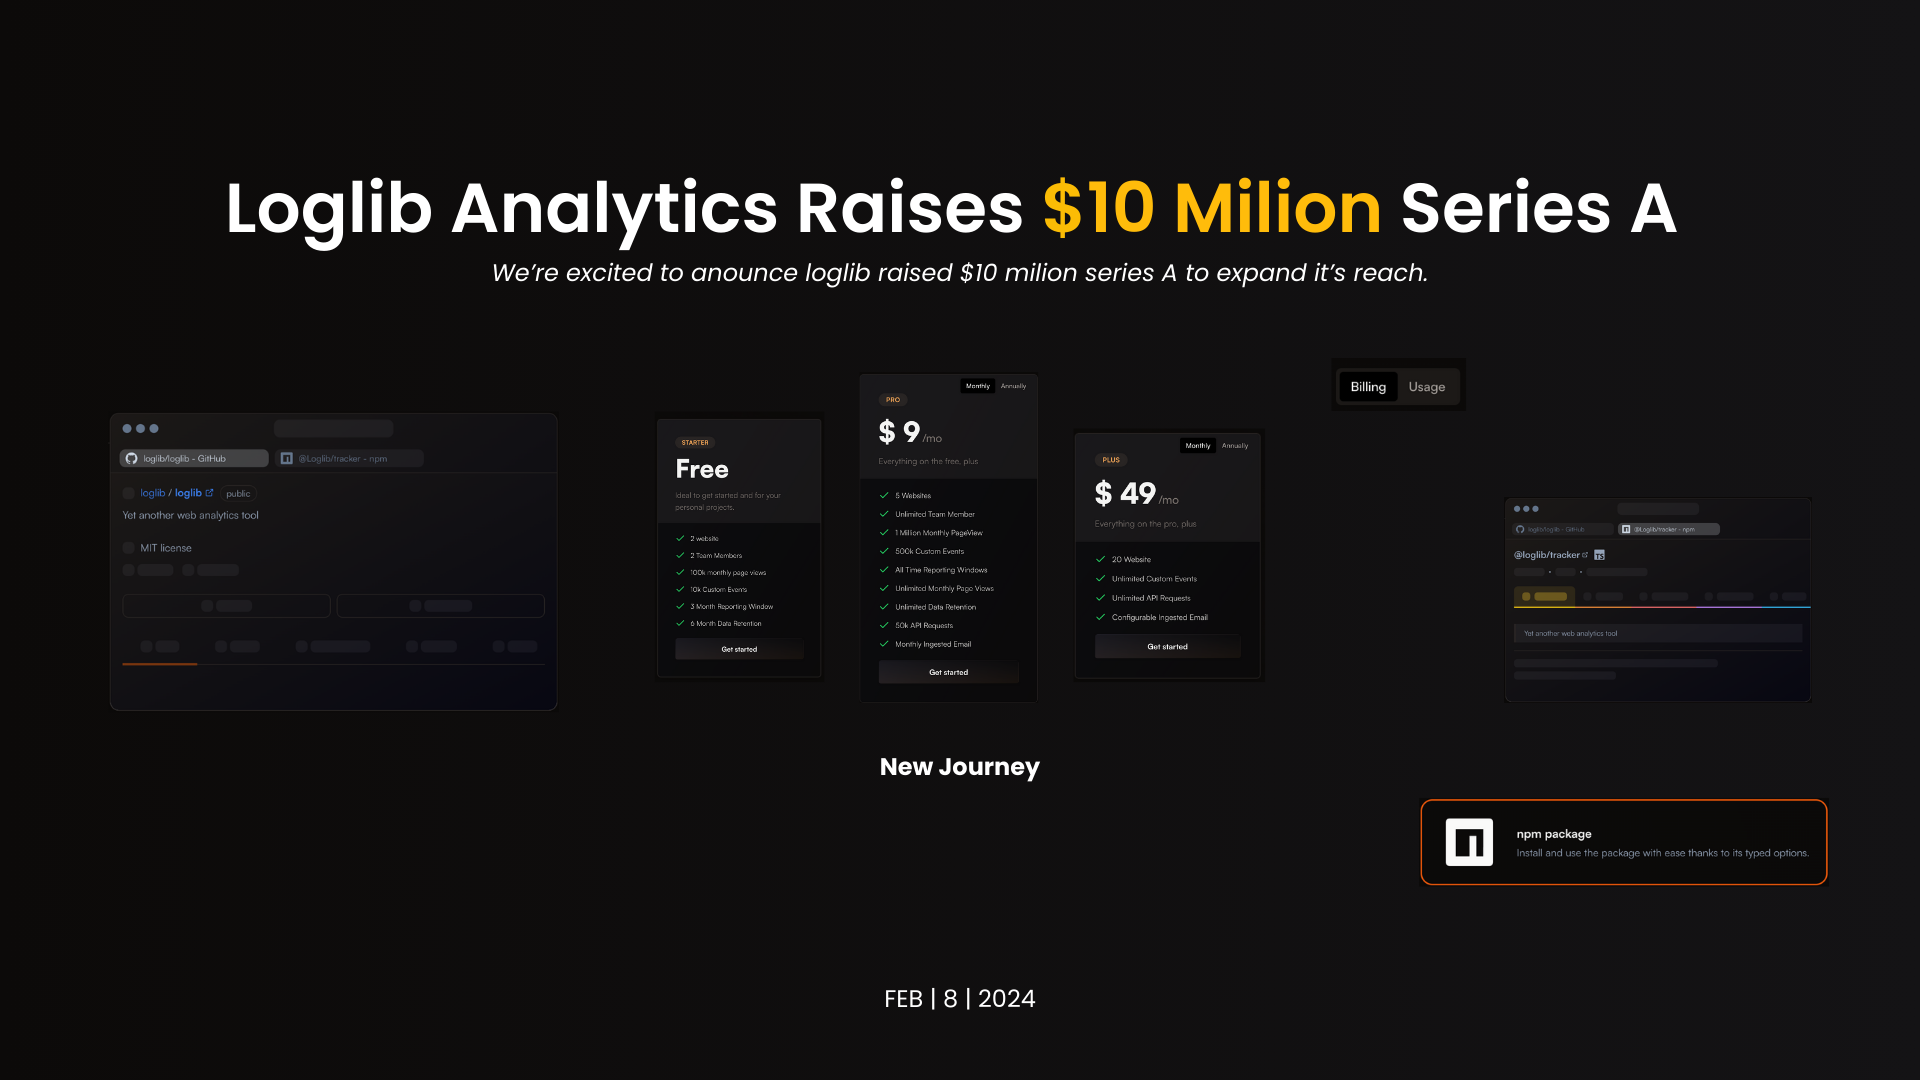 Loglib Analytics Raises $10 Milion Series A
We're excited to anounce loglib raised $10 milion series A to expand it's reach.
loglib/loglib - GitHub
@Loglib/tracker - npm
loglib / loglib
public
Yet another web analytics tool
MIT license
STARTER
Free
Ideal to get started and for your
personal projects.
2 website
2 Team Members
100k monthly page views
10k Custom Events
3 Month Reporting Window
6 Month Data Retention
Get started
Monthly Annually
PRO
$ 9 /mo
Everything on the free, plus
5 Websites
Unlimited Team Member
1 Million Monthly PageView
500k Custom Events
All Time Reporting Windows
Unlimited Monthly Page Views
Unlimited Data Retention
50k API Requests
Monthly Ingested Email
Get started
Monthly Annually
PLUS
$ 49 /mo
Everything on the pro, plus
20 Website
Unlimited Custom Events
Unlimited API Requests
Configurable Ingested Email
Get started
Billing Usage
loglib/loglib - GitHub
@Loglib/tracker - npm
@loglib/tracker
TS
Yet another web analytics tool
New Journey
npm package
Install and use the package with ease thanks to its typed options.
FEB | 8 | 2024